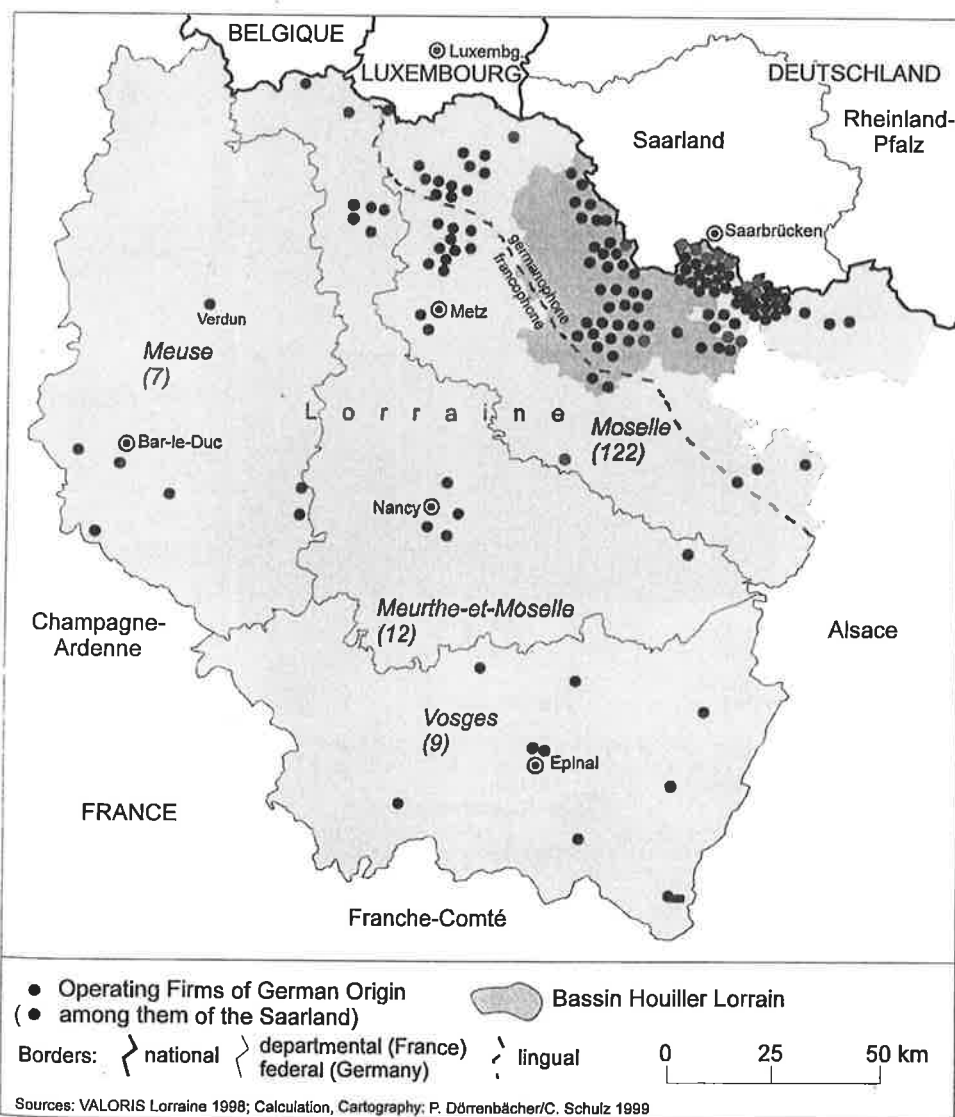 BELGIQUE
Luxembg.
LUXEMBOURG
DEUTSCHLAND
Saarland
Rheinland-
Pfalz
Saarbrücken
germanophone
francophone
Metz
Verdun
Meuse
(7)
Lorraine
Moselle
(122)
Bar-le-Duc
Nancy
Meurthe-et-Moselle
(12)
Champagne-
Ardenne
Alsace
Vosges
(9)
Epinal
FRANCE
Franche-Comté
Operating Firms of German Origin
( among them of the Saarland)
Bassin Houiller Lorrain
Borders: national departmental (France) lingual
federal (Germany)
0 25 50 km
Sources: VALORIS Lorraine 1998; Calculation, Cartography: P. Dörrenbächer/C. Schulz 1999